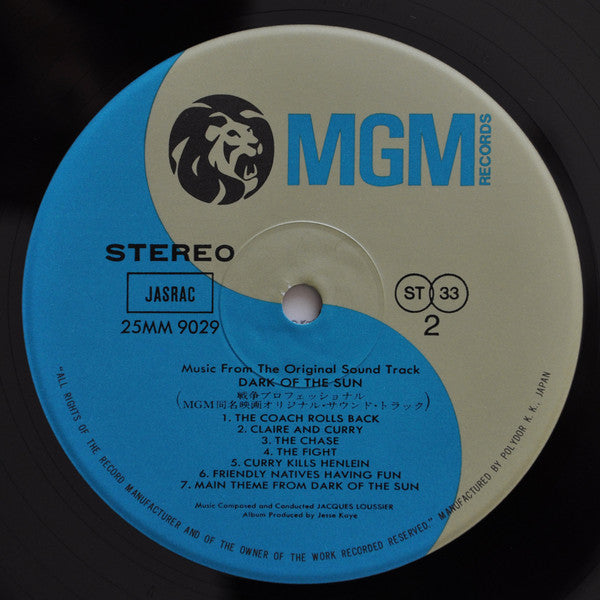 MGM
RECORDS
STEREO
JASRAC
25MM 9029
ST 33
2
Music From The Original Sound Track
DARK OF THE SUN
戦争プロフェッショナル
(MGM同名映画オリジナル・サウンド・トラック)
1. THE COACH ROLLS BACK
2. CLAIRE AND CURRY
3. THE CHASE
4. THE FIGHT
5. CURRY KILLS HENLEIN
6. FRIENDLY NATIVES HAVING FUN
7. MAIN THEME FROM DARK OF THE SUN
Music Composed and Conducted JACQUES LOUSSIER
Album Produced by Jesse Kaye
"ALL RIGHTS OF THE RECORD MANUFACTURER AND OF THE OWNER OF THE WORK RECORDED RESERVED." MANUFACTURED BY POLYDOR K. K., JAPAN